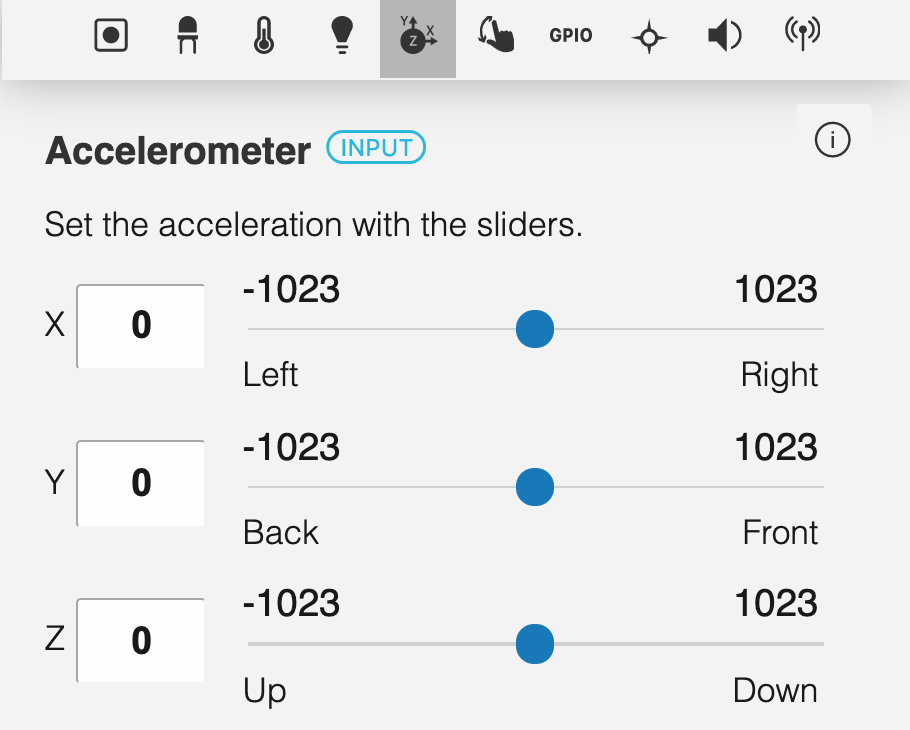 Y X Z GPIO
Accelerometer INPUT i
Set the acceleration with the sliders.
-1023 1023
X 0
Left Right
-1023 1023
Y 0
Back Front
-1023 1023
Z 0
Up Down